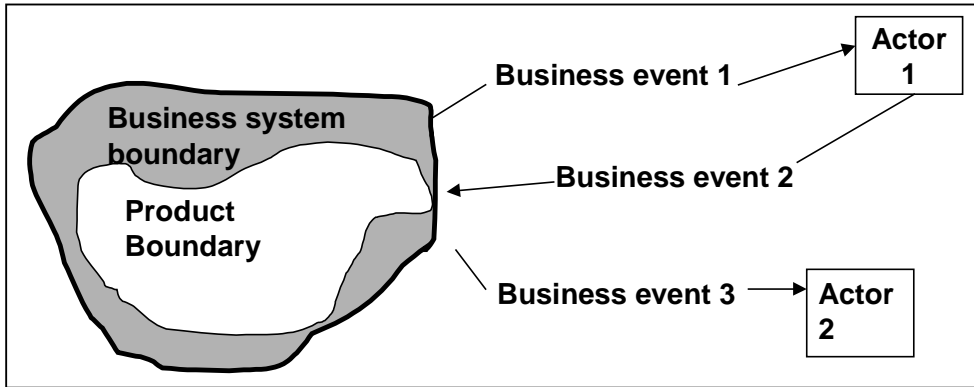 Actor
1
Business event 1
Business system
boundary
Business event 2
Product
Boundary
Business event 3
Actor
2